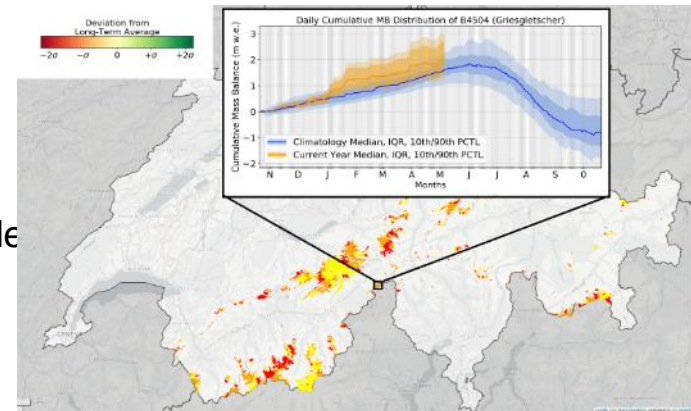 Deviation from
Long-Term Average
−2σ −σ 0 +σ +2σ
Daily Cumulative MB Distribution of B4504 (Griesgletscher)
Cumulative Mass Balance (m w.e.)
3
2
1
0
−1
−2
Climatology Median, IQR, 10th/90th PCTL
Current Year Median, IQR, 10th/90th PCTL
N D J F M A M J J A S O
Months